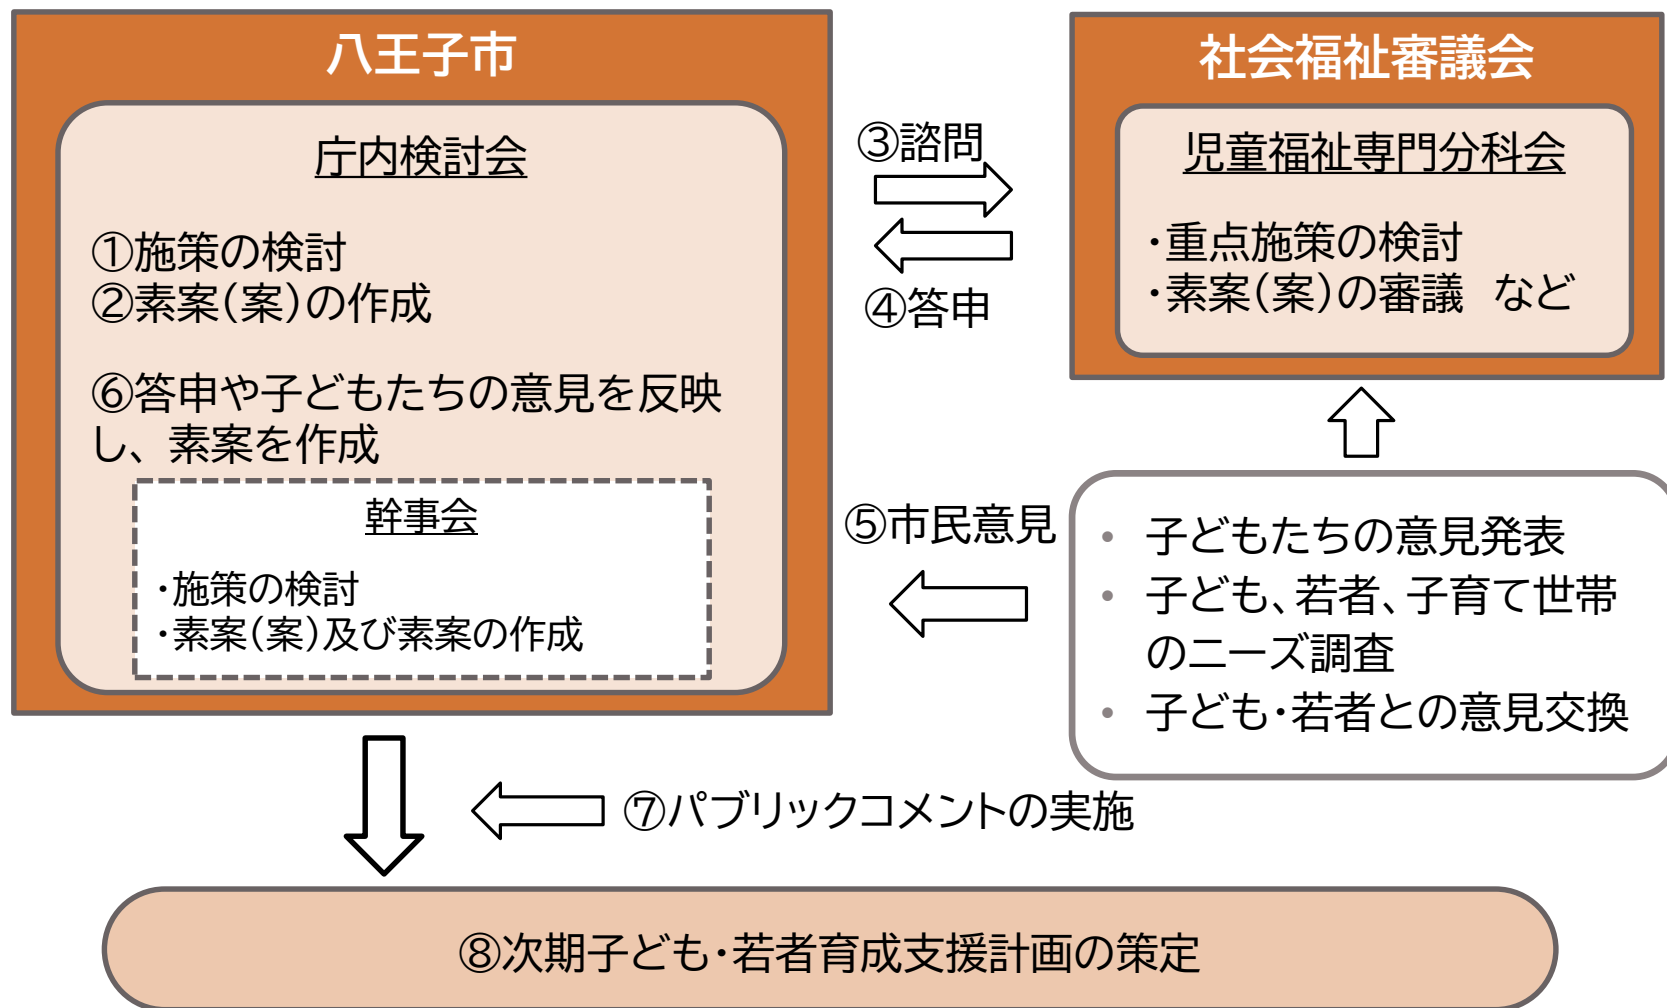 八王子市
庁内検討会
①施策の検討
②素案(案)の作成
⑥答申や子どもたちの意見を反映
し、素案を作成
幹事会
・施策の検討
・素案(案)及び素案の作成
③諮問
④答申
社会福祉審議会
児童福祉専門分科会
・重点施策の検討
・素案(案)の審議　など
⑤市民意見
• 子どもたちの意見発表
• 子ども、若者、子育て世帯
のニーズ調査
• 子ども・若者との意見交換
⑦パブリックコメントの実施
⑧次期子ども・若者育成支援計画の策定